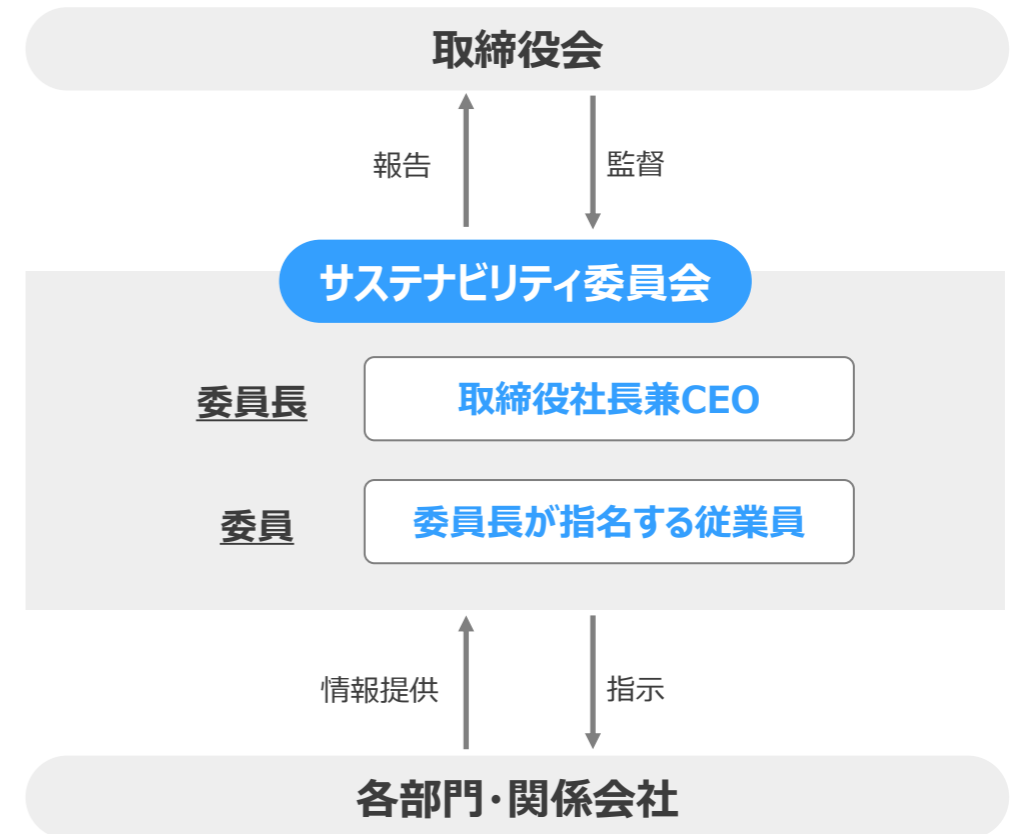 取締役会
報告
監督
サステナビリティ委員会
委員長
取締役社長兼CEO
委員
委員長が指名する従業員
情報提供
指示
各部門・関係会社